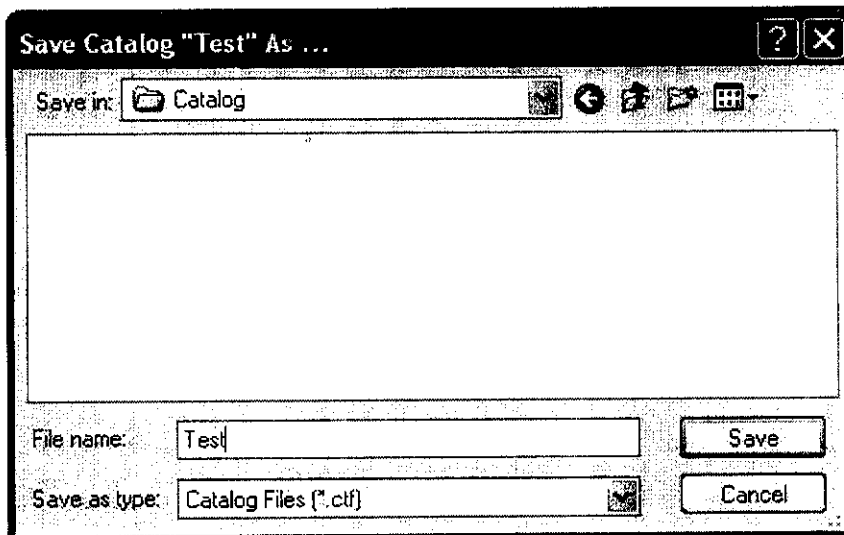 Save Catalog "Test" As ...
Save in: Catalog
File name: Test Save
Save as type: Catalog Files (*.ctf) Cancel